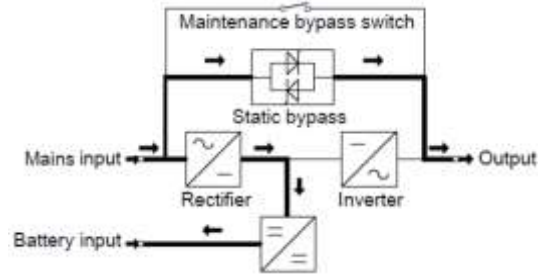 Maintenance bypass switch
Static bypass
Mains input
Output
Rectifier
Inverter
Battery input